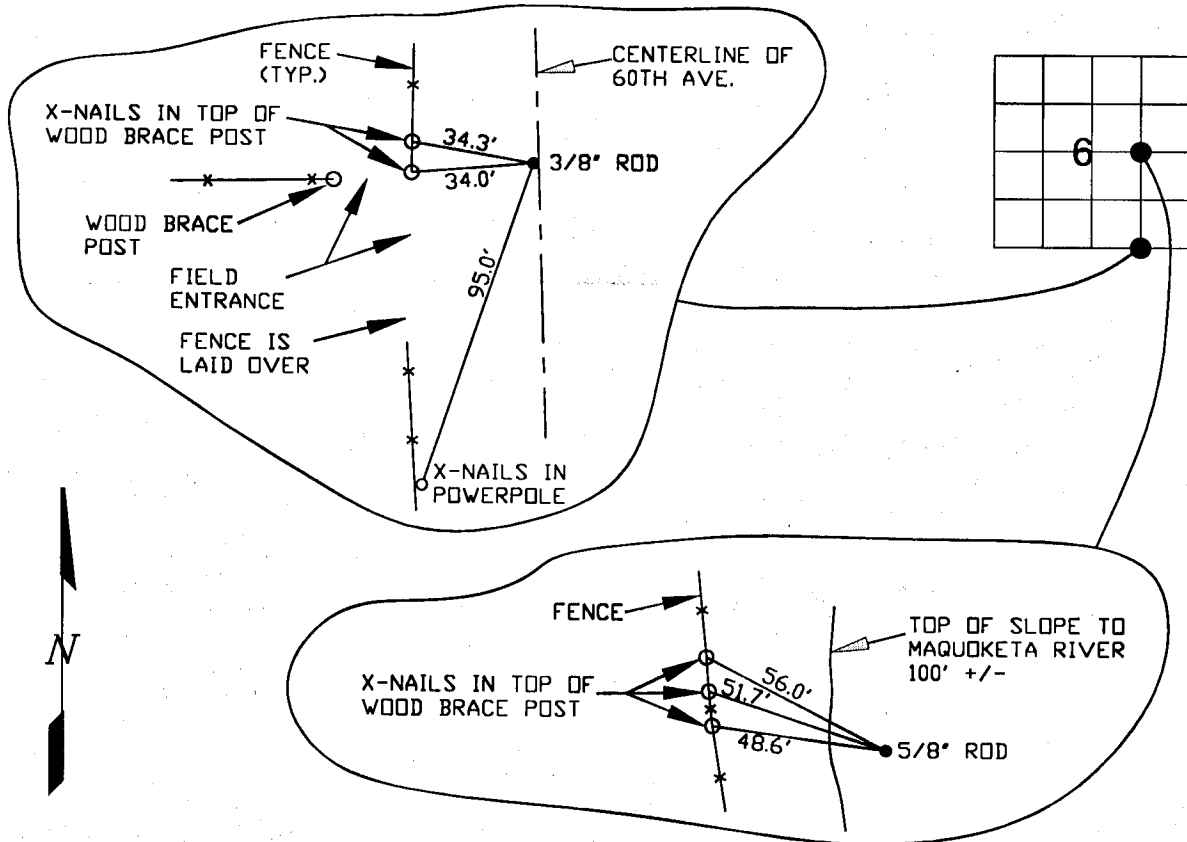 FENCE
(TYP.)
CENTERLINE OF
60TH AVE.
X-NAILS IN TOP OF
WOOD BRACE POST
34.3'
3/8" ROD
34.0'
6
WOOD BRACE
POST
FIELD
ENTRANCE
95.0'
FENCE IS
LAID OVER
X-NAILS IN
POWERPOLE
N
FENCE
TOP OF SLOPE TO
MAQUOKETA RIVER
100' +/-
X-NAILS IN TOP OF
WOOD BRACE POST
56.0'
51.7'
48.6'
5/8" ROD